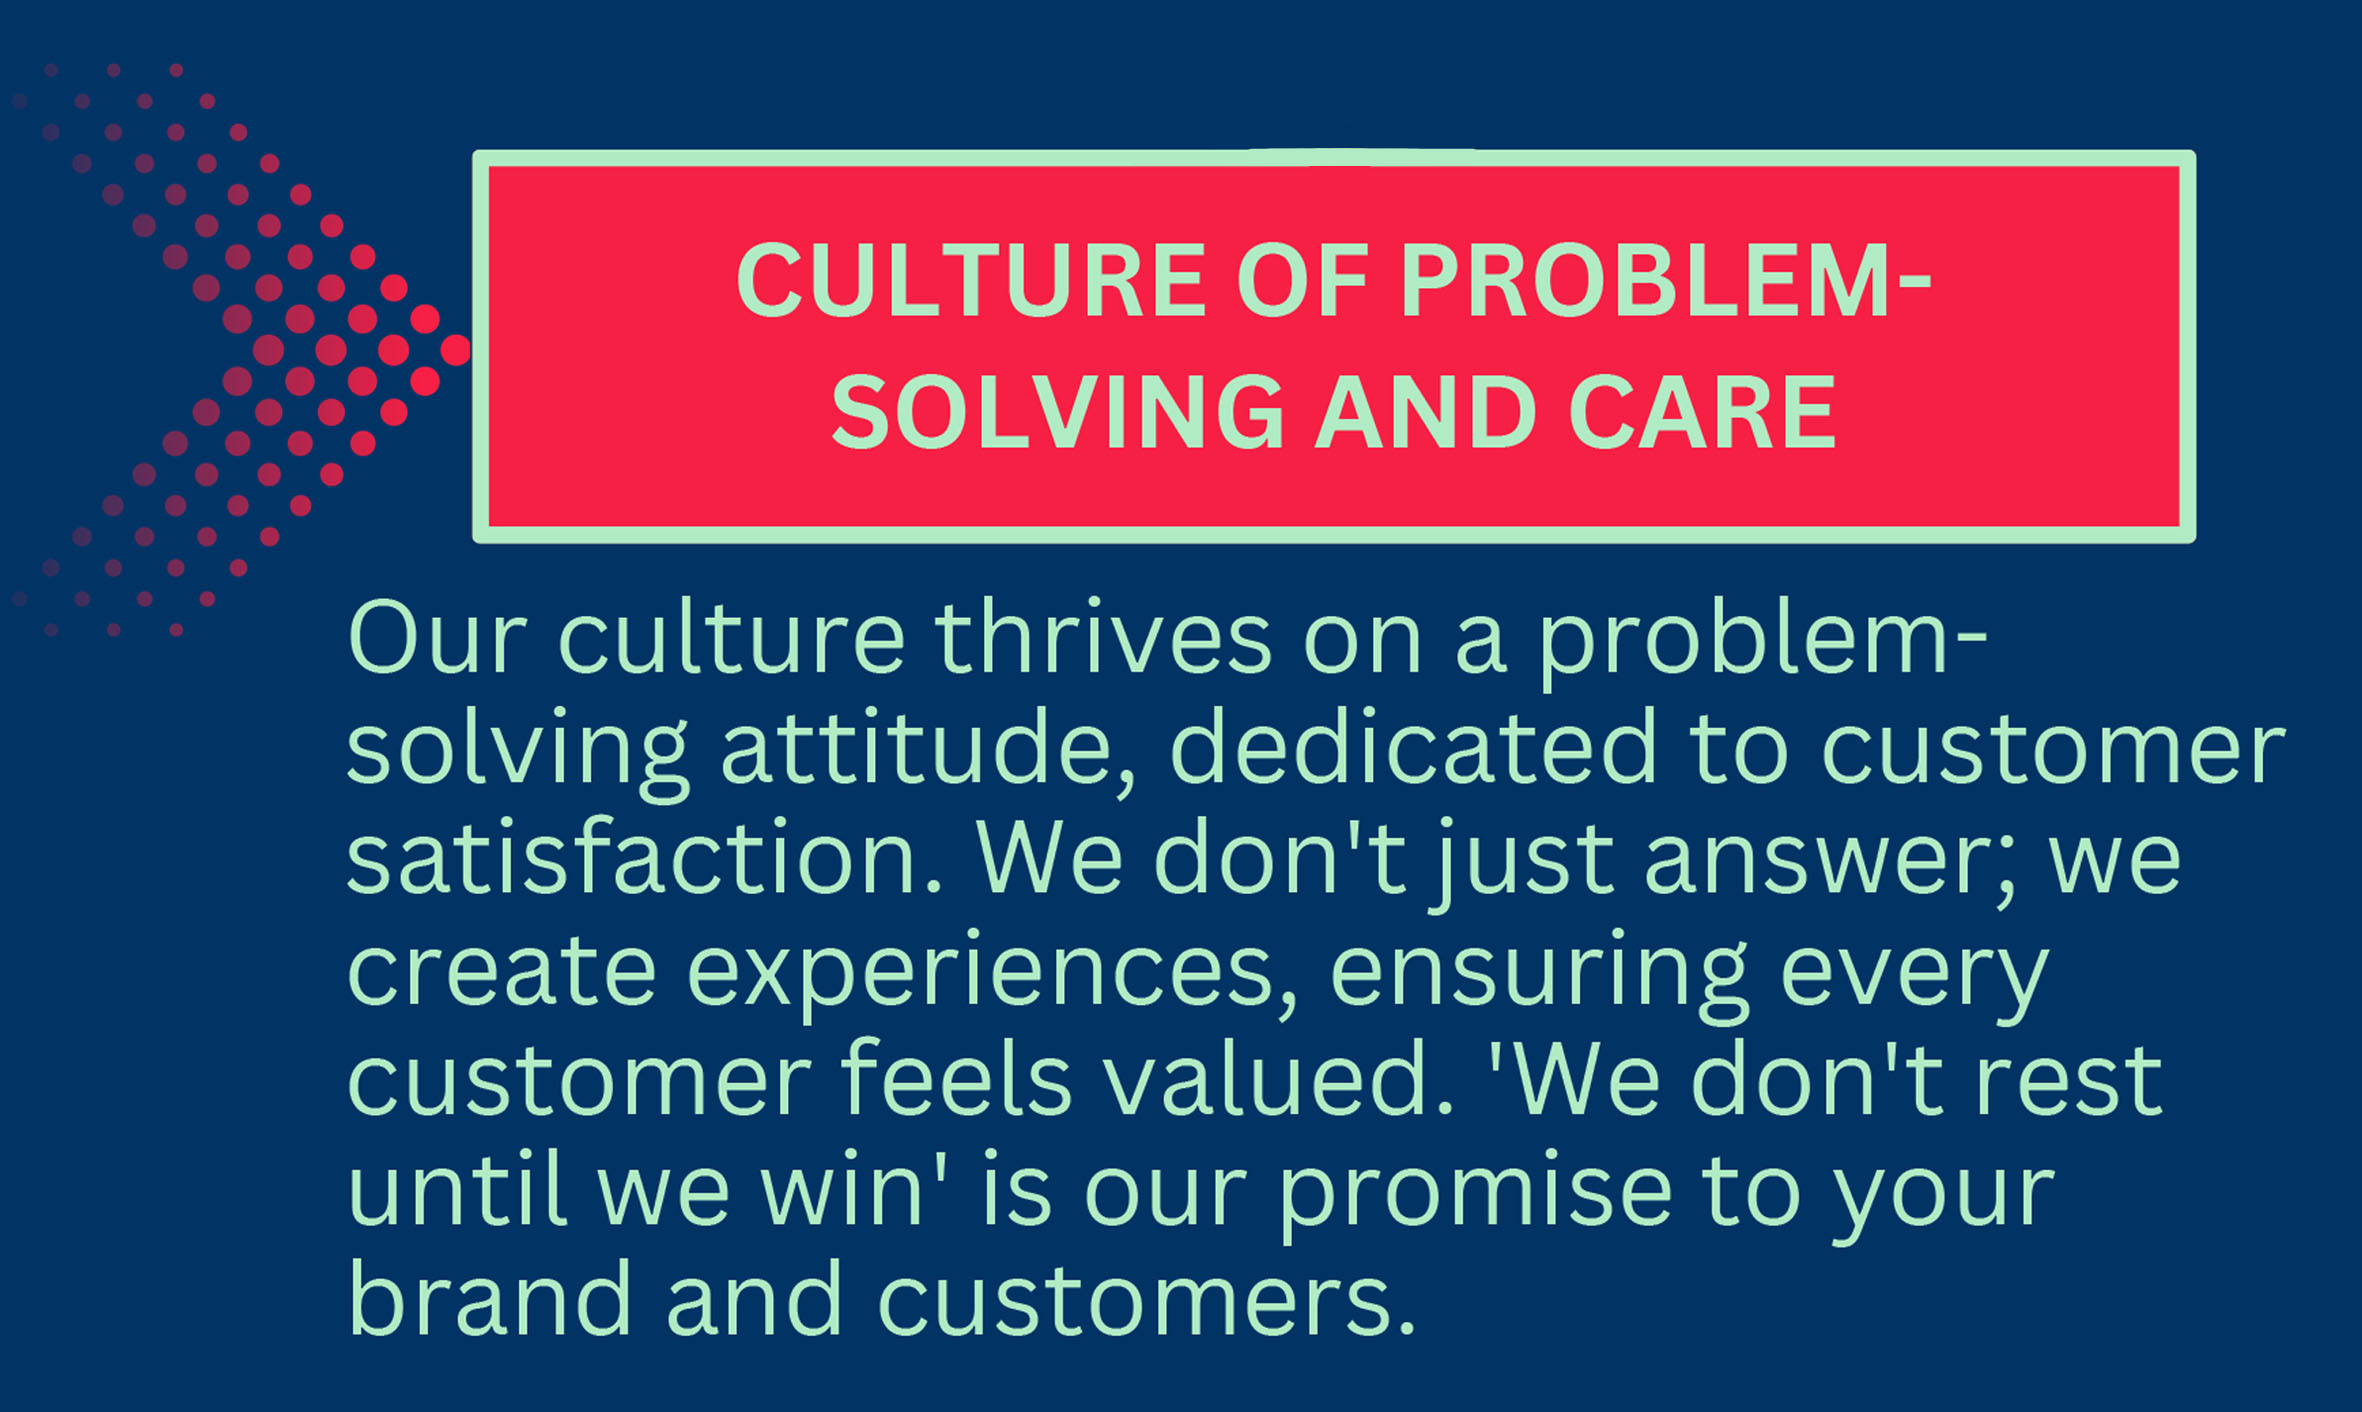 CULTURE OF PROBLEM-
SOLVING AND CARE
Our culture thrives on a problem-
solving attitude, dedicated to customer
satisfaction. We don't just answer; we
create experiences, ensuring every
customer feels valued. 'We don't rest
until we win' is our promise to your
brand and customers.